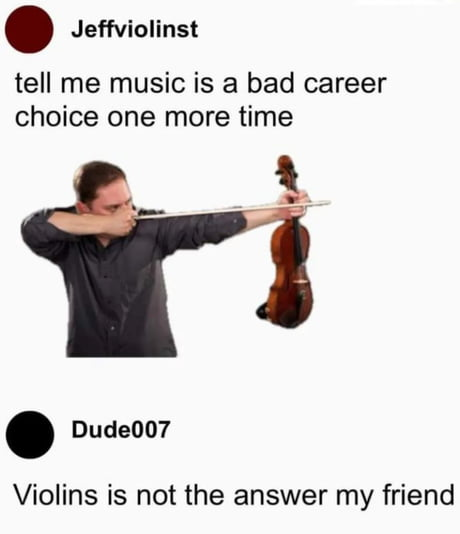 Jeffviolinst
tell me music is a bad career
choice one more time
Dude007
Violins is not the answer my friend